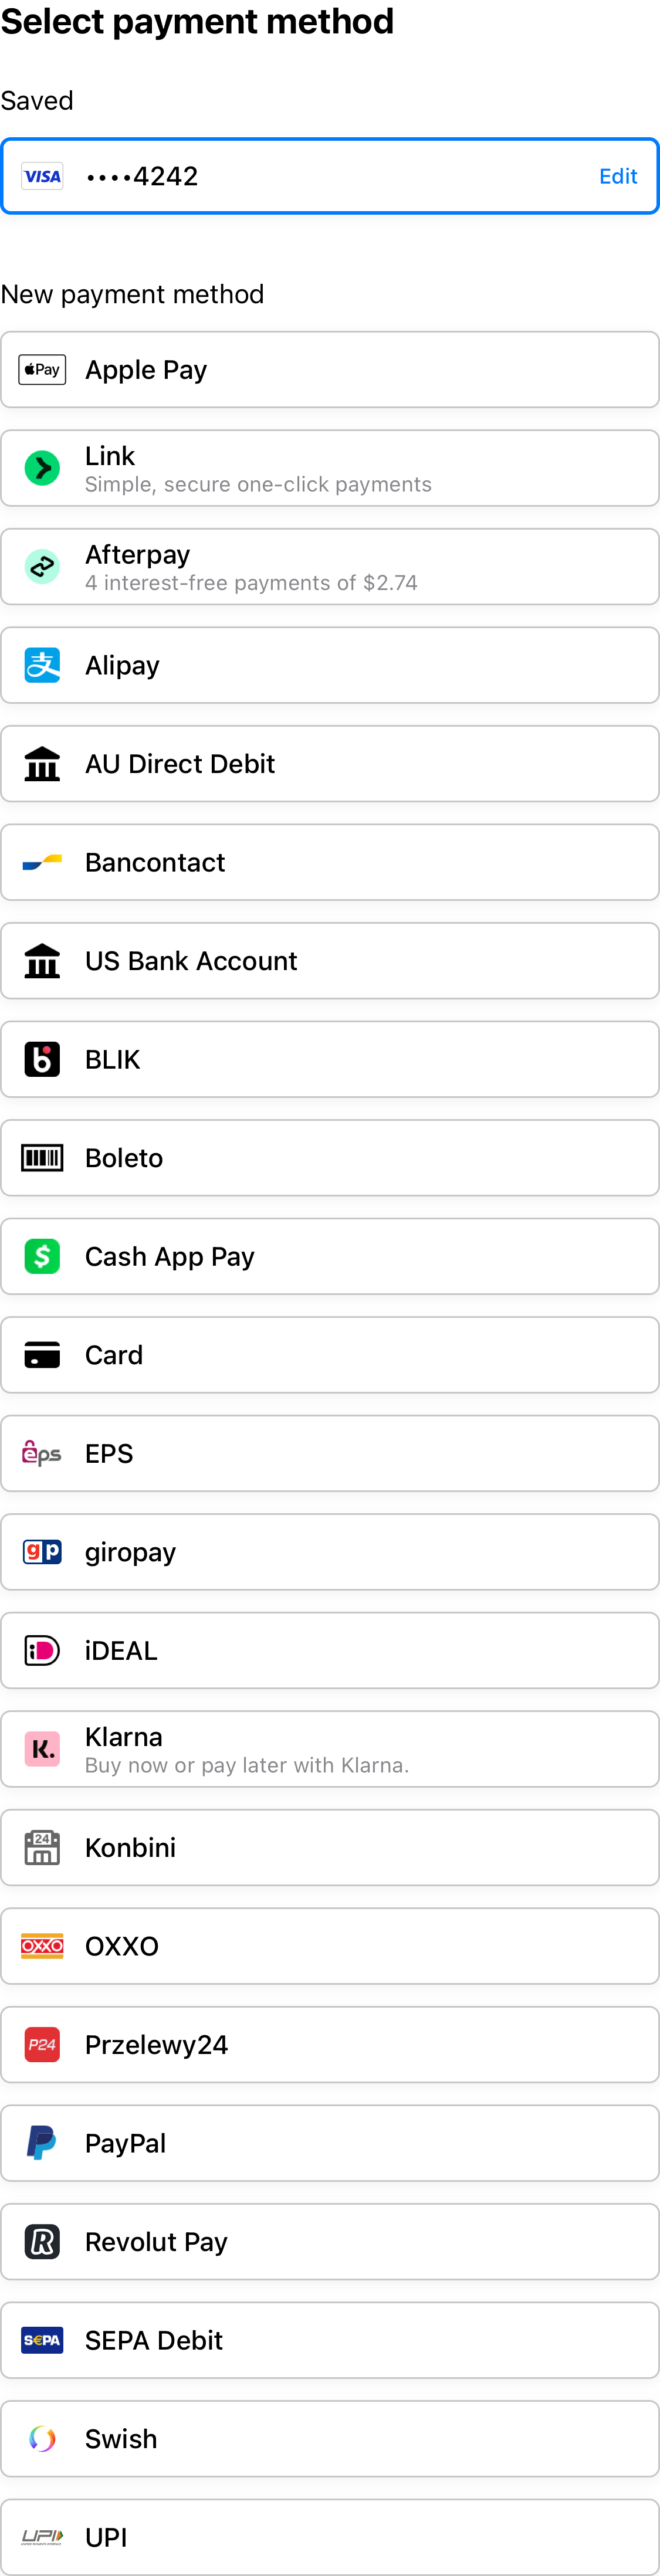 Select payment method
Saved
VISA ····4242 Edit
New payment method
Pay Apple Pay
Link
Simple, secure one-click payments
Afterpay
4 interest-free payments of $2.74
支 Alipay
AU Direct Debit
Bancontact
US Bank Account
b BLIK
Boleto
$ Cash App Pay
Card
eps EPS
gp giropay
iD iDEAL
K. Klarna
Buy now or pay later with Klarna.
24 Konbini
OXXO OXXO
P24 Przelewy24
P PayPal
R Revolut Pay
S€PA SEPA Debit
Swish
UPI UPI